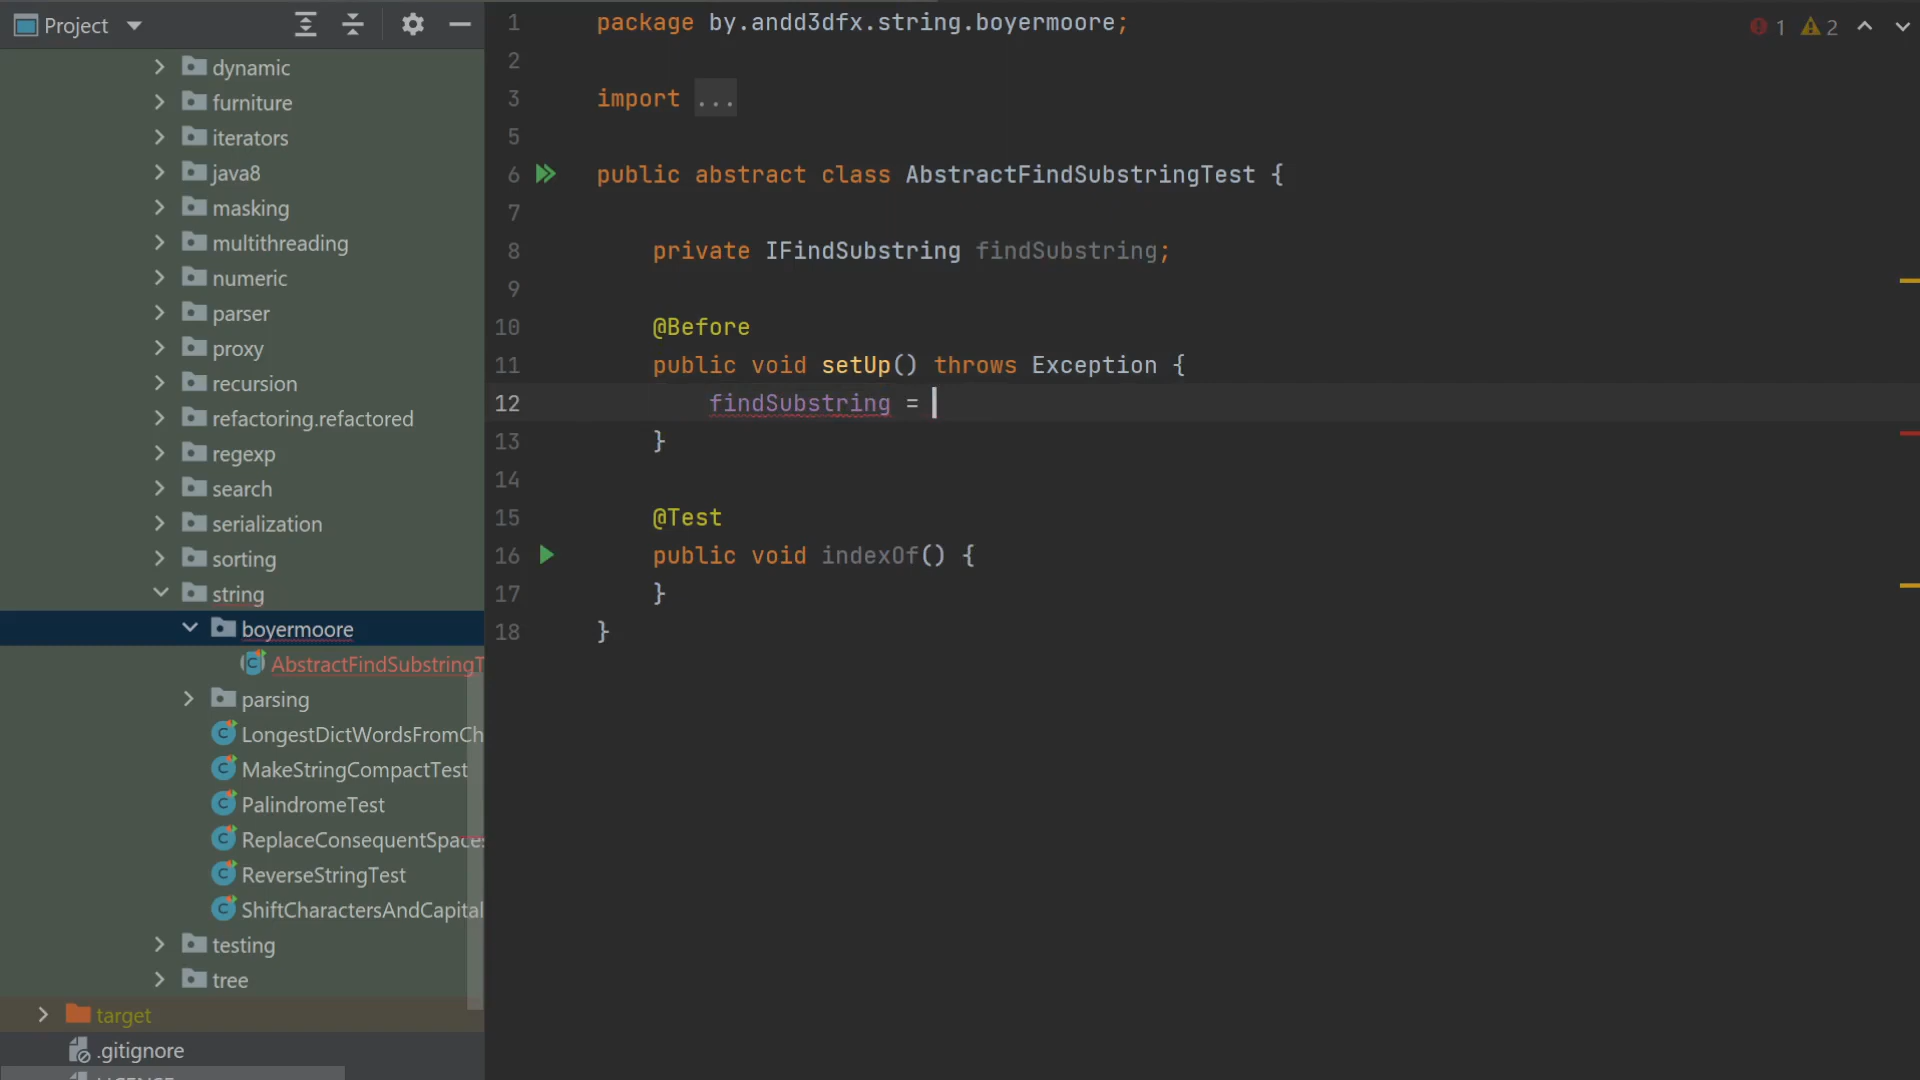 Project
dynamic
furniture
iterators
java8
masking
multithreading
numeric
parser
proxy
recursion
refactoring.refactored
regexp
search
serialization
sorting
string
boyermoore
AbstractFindSubstringT
parsing
LongestDictWordsFromCh
MakeStringCompactTest
PalindromeTest
ReplaceConsequentSpaces
ReverseStringTest
ShiftCharactersAndCapital
testing
tree
target
.gitignore
1 package by.andd3dfx.string.boyermoore;
2
3 import ...
5
6 public abstract class AbstractFindSubstringTest {
7
8 private IFindSubstring findSubstring;
9
10 @Before
11 public void setUp() throws Exception {
12 findSubstring =
13 }
14
15 @Test
16 public void indexOf() {
17 }
18 }
1 2